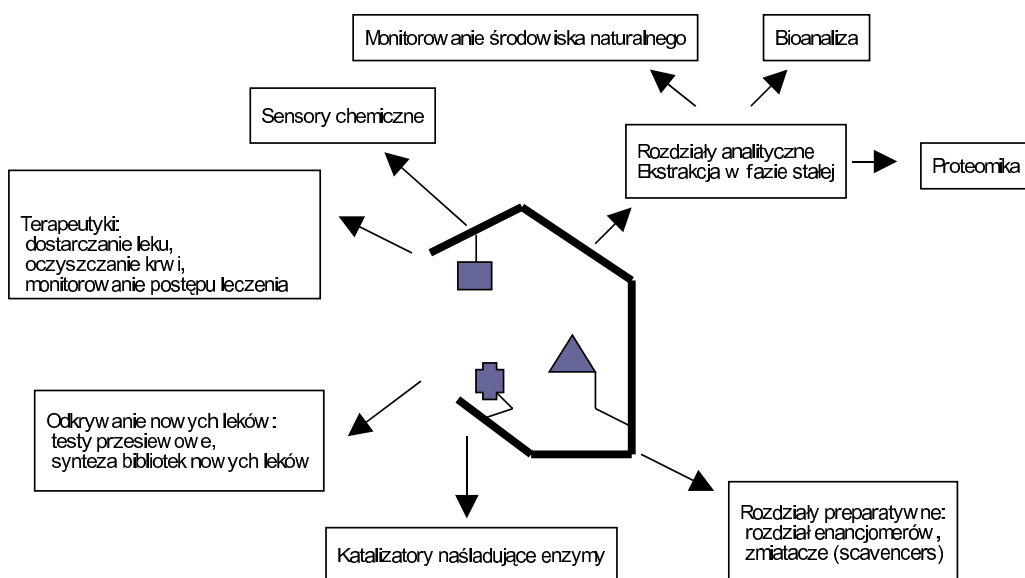 Monitorowanie środowiska naturalnego
Bioanaliza
Sensory chemiczne
Rozdziały analityczne
Ekstrakcja w fazie stałej
Proteomika
Terapeutyki:
dostarczanie leku,
oczyszczanie krwi,
monitorowanie postępu leczenia
Odkrywanie nowych leków:
testy przesiewowe,
synteza bibliotek nowych leków
Rozdziały preparatywne:
rozdział enancjomerów,
zmiatacze (scavencers)
Katalizatory naśladujące enzymy